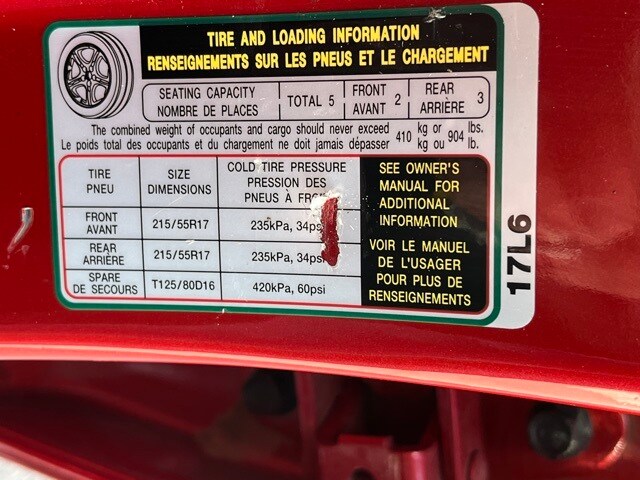 TIRE AND LOADING INFORMATION
RENSEIGNEMENTS SUR LES PNEUS ET LE CHARGEMENT
SEATING CAPACITY
NOMBRE DE PLACES
TOTAL 5
FRONT
AVANT 2
REAR
ARRIÈRE 3
The combined weight of occupants and cargo should never exceed
Le poids total des occupants et du chargement ne doit jamais dépasser
410 kg or
kg ou
904 lbs.
lb.
TIRE
PNEU
SIZE
DIMENSIONS
COLD TIRE PRESSURE
PRESSION DES
PNEUS À FROID
FRONT
AVANT
215/55R17
235kPa, 34psi
REAR
ARRIÈRE
215/55R17
235kPa, 34psi
SPARE
DE SECOURS
T125/80D16
420kPa, 60psi
SEE OWNER'S
MANUAL FOR
ADDITIONAL
INFORMATION
VOIR LE MANUEL
DE L'USAGER
POUR PLUS DE
RENSEIGNEMENTS
17L6